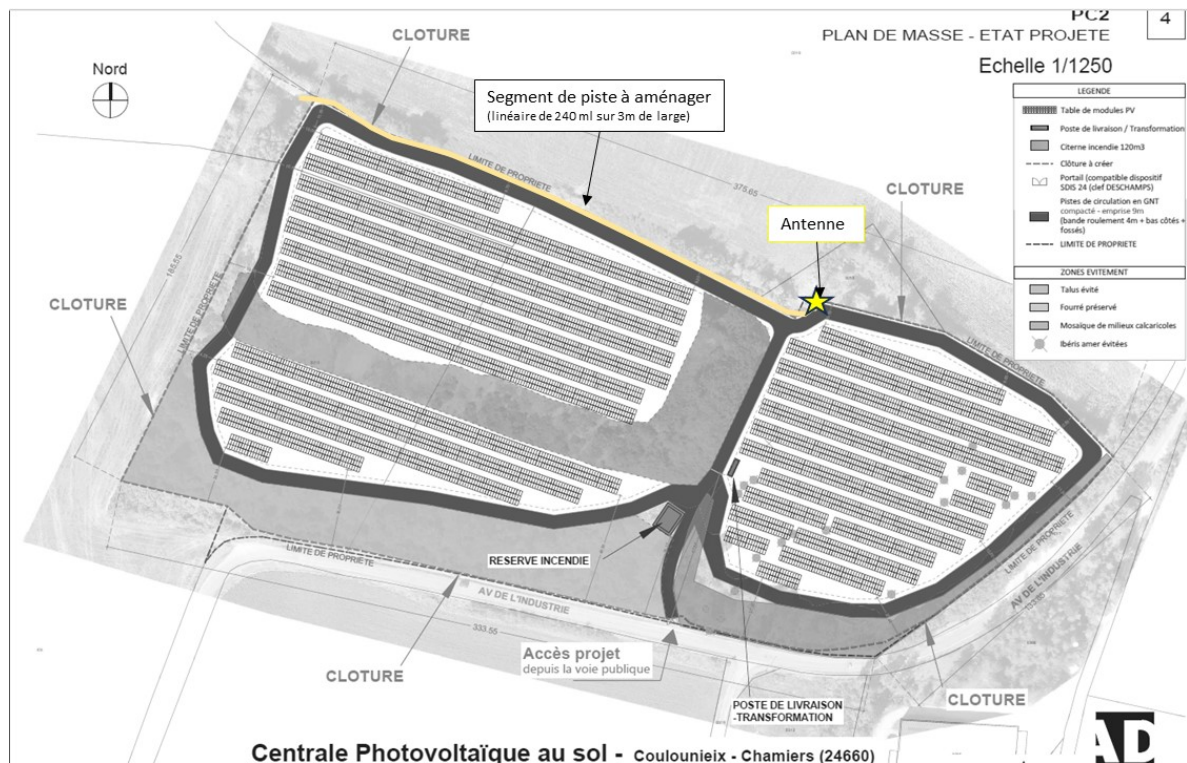 PC2
4
PLAN DE MASSE - ETAT PROJETE
Echelle 1/1250
CLOTURE
Nord
Segment de piste à aménager
(linéaire de 240 ml sur 3m de large)
LIMITE DE PROPRIETE
375.65
CLOTURE
Antenne
LEGENDE
Table de modules PV
Poste de livraison / Transformation
Citerne incendie 120m3
Clôture à créer
Portail (compatible dispositif
SDIS 24 (clef DESCHAMPS)
Pistes de circulation en GNT
compacté - emprise 9m
(bande roulement 4m + bas côtés +
fossés)
LIMITE DE PROPRIETE
ZONES EVITEMENT
Talus évité
Fourré préservé
Mosaïque de milieux calcaricoles
Ibéris amer évitées
CLOTURE
LIMITE DE PROPRIETE
LIMITE DE PROPRIETE
RESERVE INCENDIE
LIMITE DE PROPRIETE
LIMITE DE PROPRIETE
AV DE L'INDUSTRIE
AV DE L'INDUSTRIE
333.55
Accès projet
depuis la voie publique
CLOTURE
POSTE DE LIVRAISON
-TRANSFORMATION
CLOTURE
Centrale Photovoltaïque au sol - Coulounieix - Chamiers (24660)